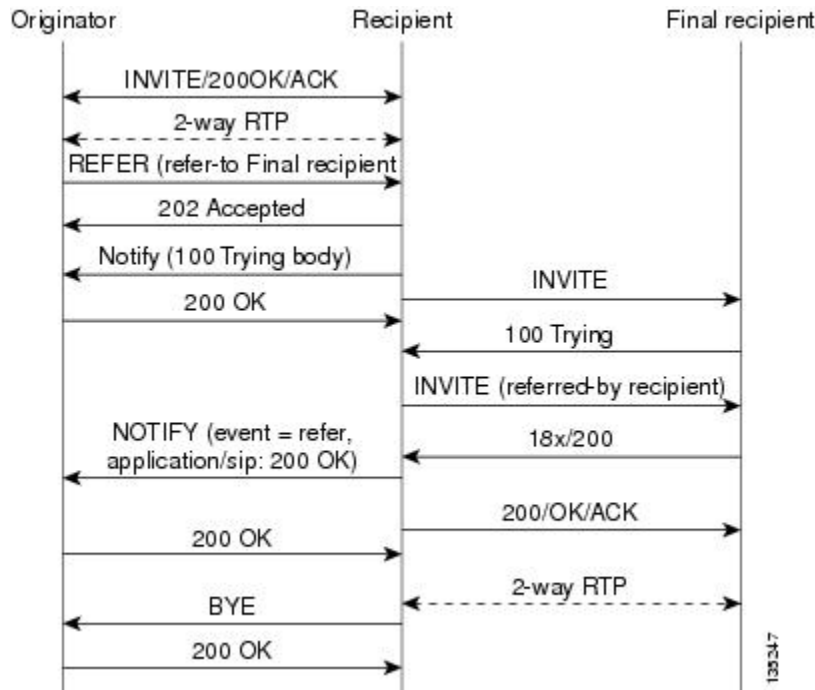 Originator Recipient Final recipient
INVITE/200OK/ACK
2-way RTP
REFER (refer-to Final recipient
202 Accepted
Notify (100 Trying body)
INVITE
200 OK
100 Trying
INVITE (referred-by recipient)
NOTIFY (event = refer,
application/sip: 200 OK)
18x/200
200/OK/ACK
200 OK
2-way RTP
BYE
200 OK
135247